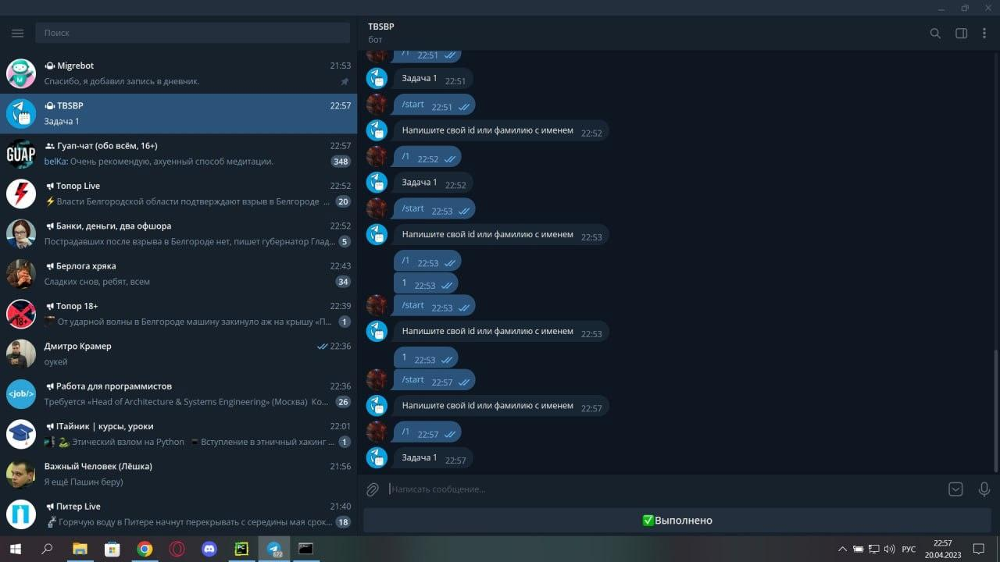 Поиск
Migrebot 21:53
Спасибо, я добавил запись в дневник.
TBSBP 22:57
Задача 1
GUAP
Гуап-чат (обо всём, 16+) 22:57
belKa: Очень рекомендую, ахуенный способ медитации. 348
Топор Live 22:52
⚡Власти Белгородской области подтверждают взрыв в Белгороде ... 20
Банки, деньги, два офшора 22:52
Пострадавших после взрыва в Белгороде нет, пишет губернатор Глад... 5
Берлога хряка 22:43
Сладких снов, ребят, всем 34
18+
Топор 18+ 22:39
От ударной волны в Белгороде машину закинуло аж на крышу «П... 1
Дмитро Крамер 22:36
оукей
<job/>
Работа для программистов 22:36
Требуется «Head of Architecture & Systems Engineering» (Москва) Ко... 26
!Тайник | курсы, уроки 22:01
Этический взлом на Python Вступление в этничный хакинг ... 1
Важный Человек (Лёшка) 21:56
Я ещё Пашин беру)
Питер Live 21:40
Горячую воду в Питере начнут перекрывать с середины мая срок... 18
TBSBP
бот
/1 22:51
Задача 1 22:51
/start 22:51
Напишите свой id или фамилию с именем 22:52
/1 22:52
Задача 1 22:52
/start 22:53
Напишите свой id или фамилию с именем 22:53
/1 22:53
1 22:53
/start 22:53
Напишите свой id или фамилию с именем 22:53
1 22:53
/start 22:57
Напишите свой id или фамилию с именем 22:57
/1 22:57
Задача 1 22:57
Написать сообщение...
✅Выполнено
PC
672
РУС
22:57
20.04.2023